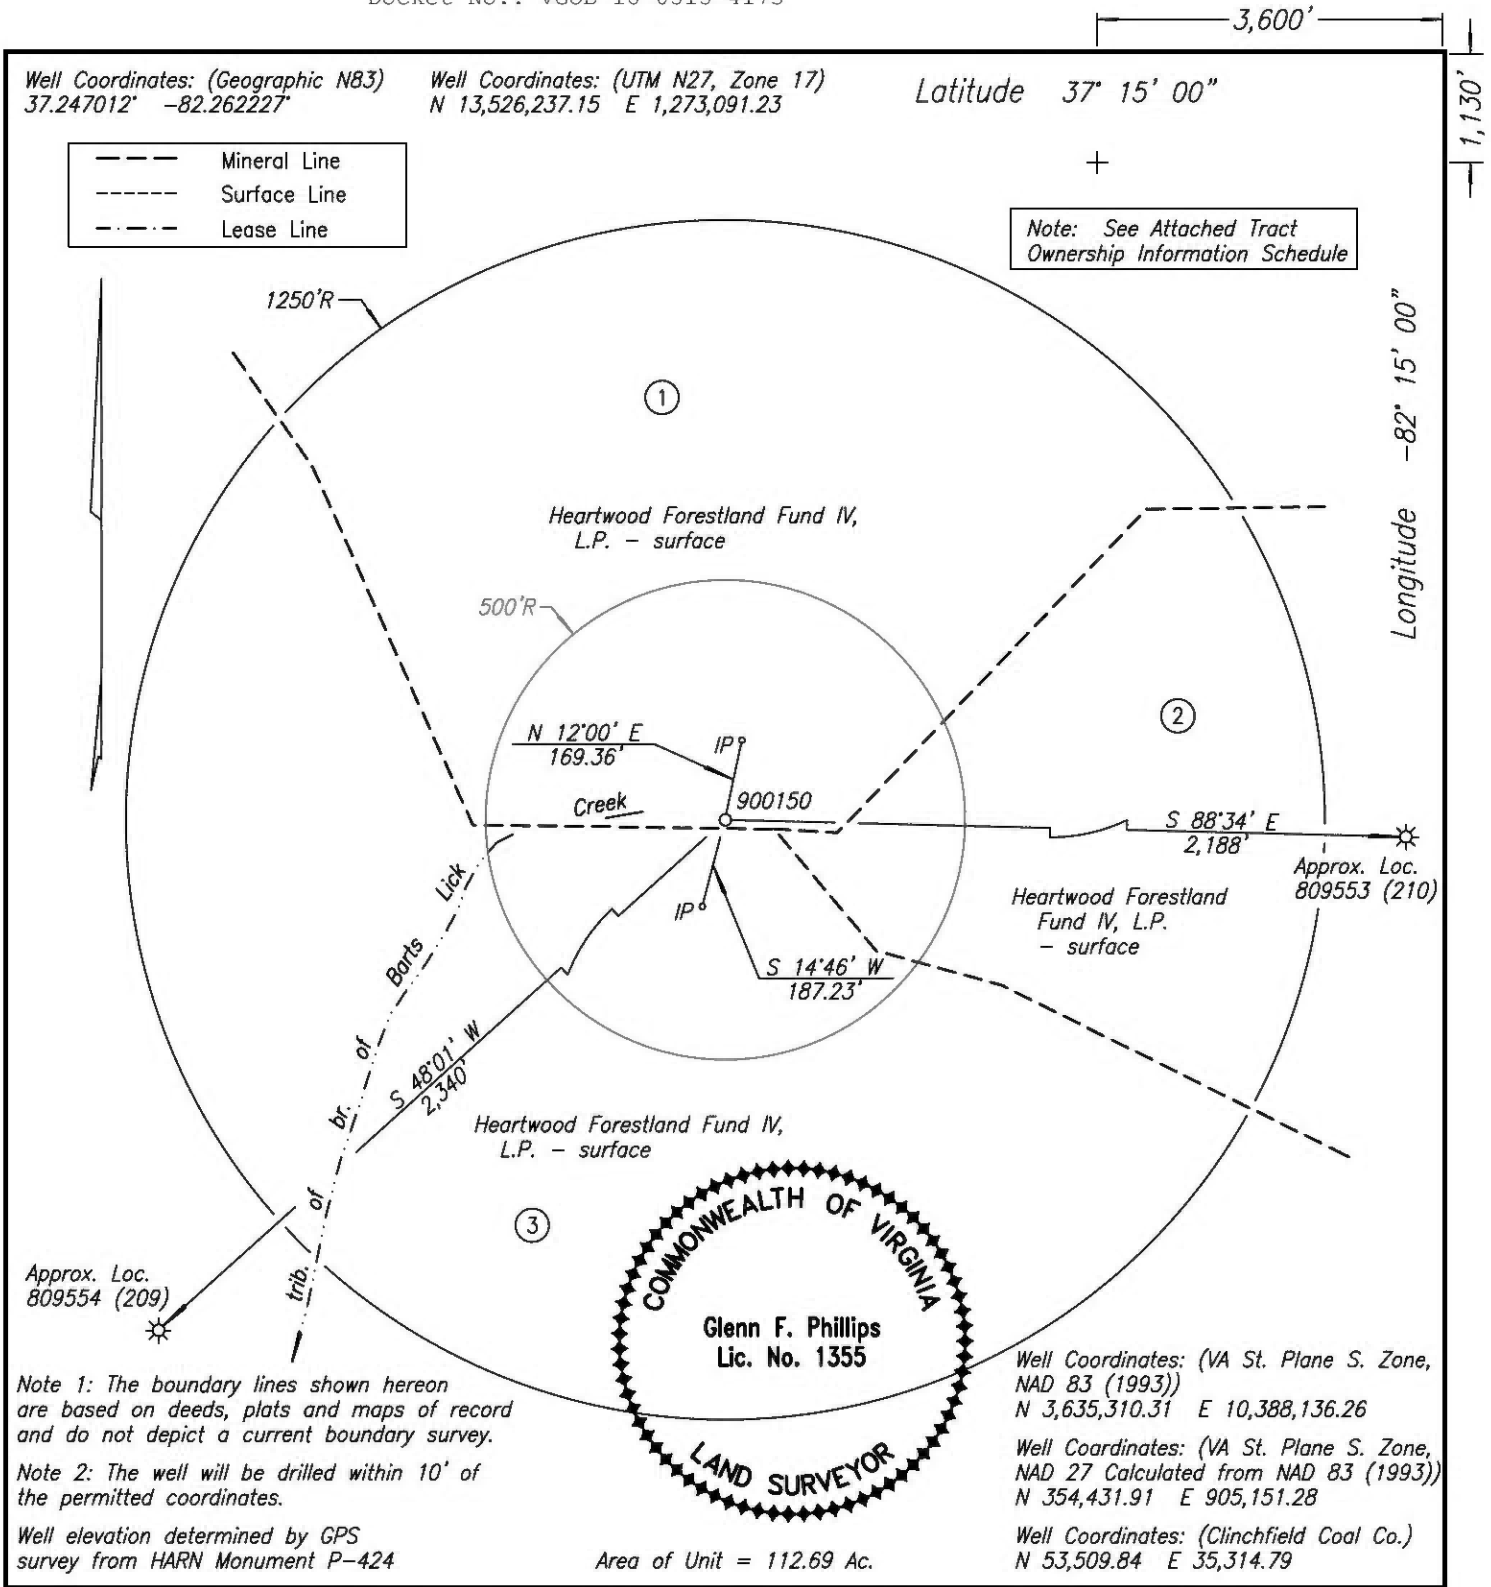 3,600'
1,130'
Well Coordinates: (Geographic N83)
37.247012° -82.262227°
Well Coordinates: (UTM N27, Zone 17)
N 13,526,237.15 E 1,273,091.23
Latitude 37° 15' 00"
Mineral Line
Surface Line
Lease Line
Note: See Attached Tract
Ownership Information Schedule
Longitude -82° 15' 00"
1250'R
1
Heartwood Forestland Fund IV,
L.P. - surface
500'R
2
N 12°00' E
169.36'
IP
Creek
900150
S 88°34' E
2,188'
Approx. Loc.
809553 (210)
Heartwood Forestland
Fund IV, L.P.
- surface
IP
S 14°46' W
187.23'
S 48°01' W
2,340'
Lick
Barts
of
br.
of
trib.
Heartwood Forestland Fund IV,
L.P. - surface
3
Approx. Loc.
809554 (209)
COMMONWEALTH OF VIRGINIA
Glenn F. Phillips
Lic. No. 1355
LAND SURVEYOR
Note 1: The boundary lines shown hereon
are based on deeds, plats and maps of record
and do not depict a current boundary survey.
Note 2: The well will be drilled within 10' of
the permitted coordinates.
Well elevation determined by GPS
survey from HARN Monument P-424
Area of Unit = 112.69 Ac.
Well Coordinates: (VA St. Plane S. Zone,
NAD 83 (1993))
N 3,635,310.31 E 10,388,136.26
Well Coordinates: (VA St. Plane S. Zone,
NAD 27 Calculated from NAD 83 (1993))
N 354,431.91 E 905,151.28
Well Coordinates: (Clinchfield Coal Co.)
N 53,509.84 E 35,314.79